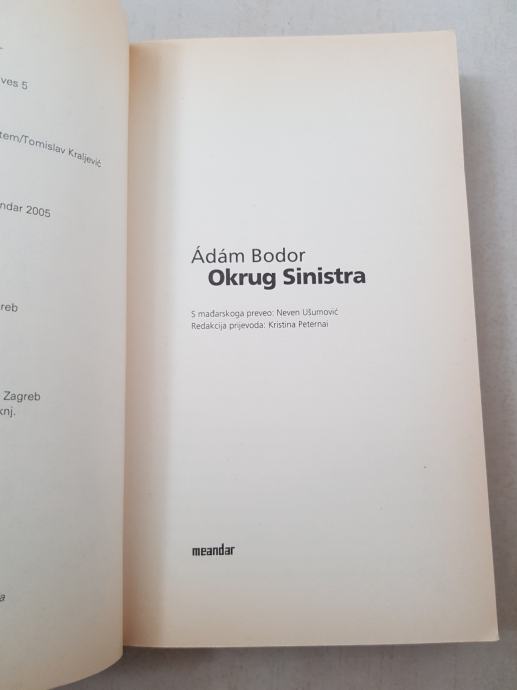 ves 5
tem/Tomislav Kraljević
ndar 2005
reb
Zagreb
knj.
a
Ádám Bodor
Okrug Sinistra
S mađarskoga preveo: Neven Ušumović
Redakcija prijevoda: Kristina Peternai
meandar